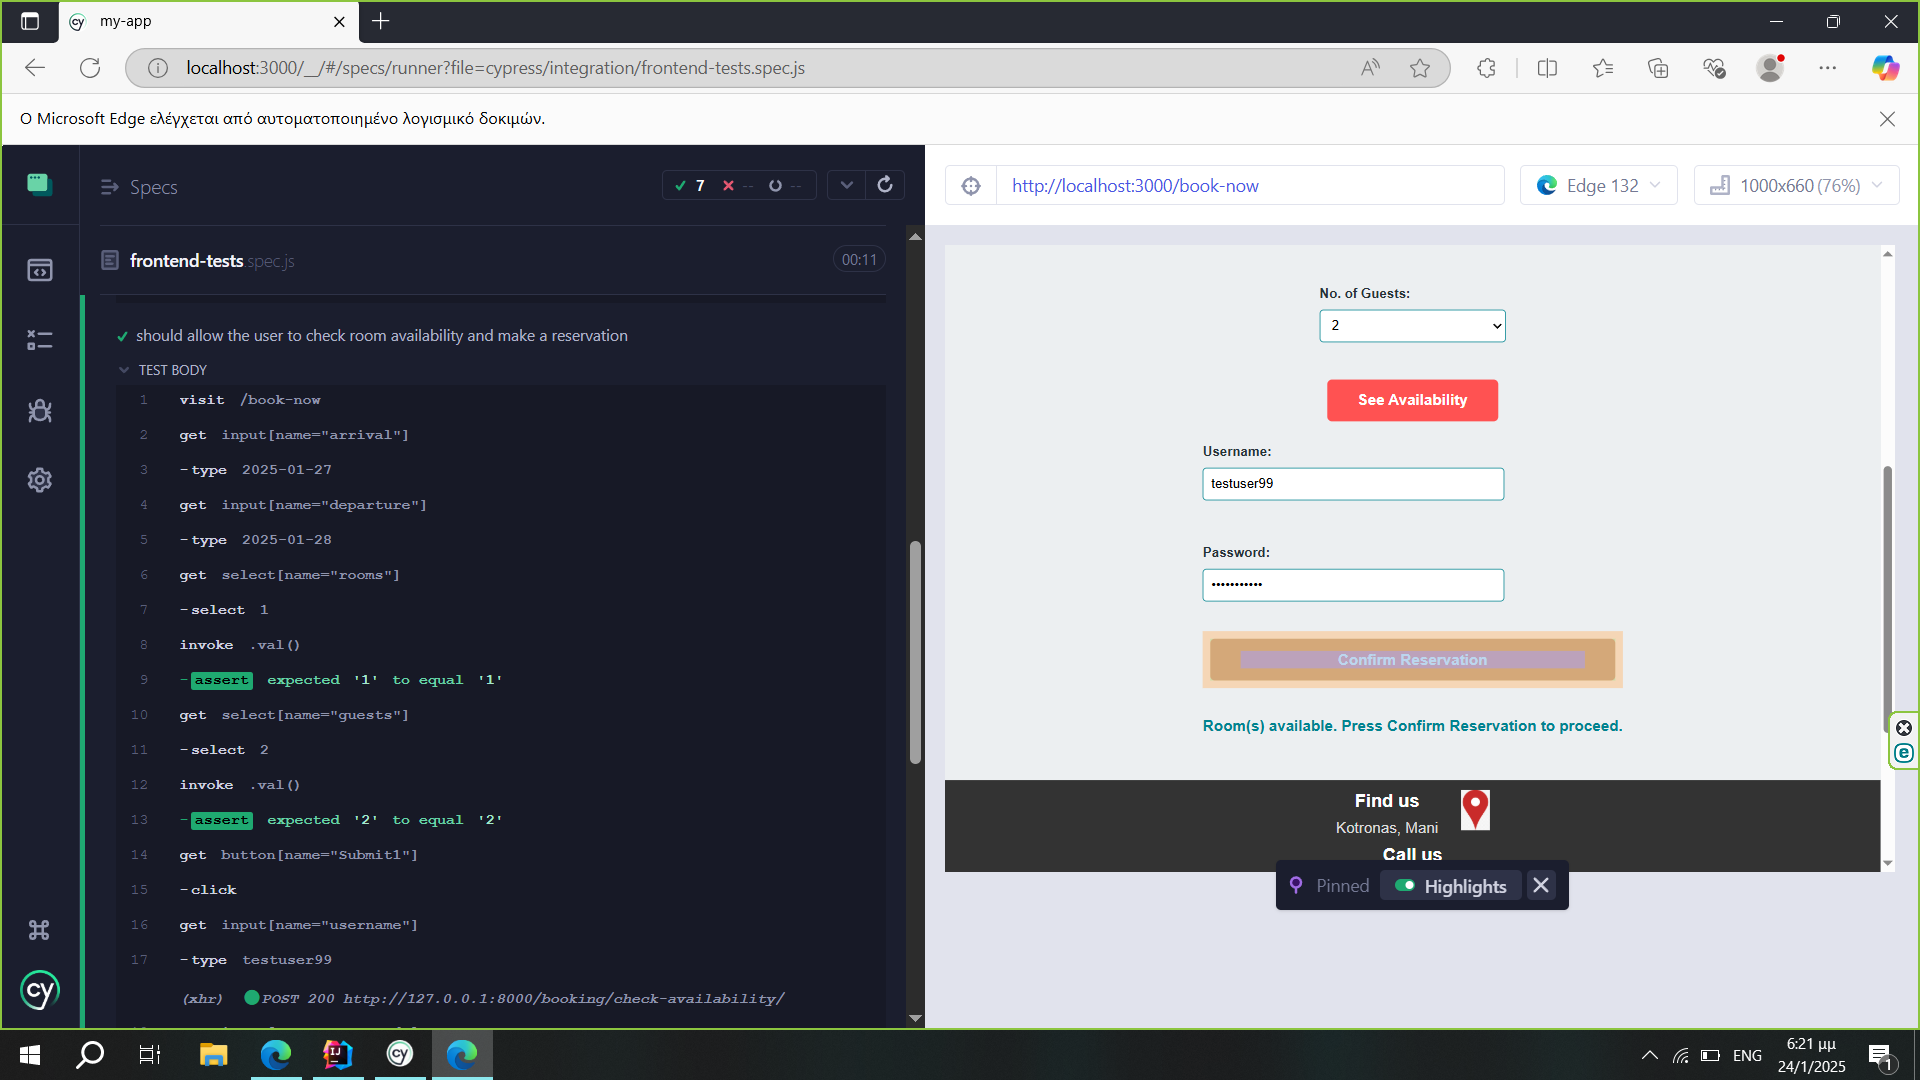 my-app
localhost:3000/__/#/specs/runner?file=cypress/integration/frontend-tests.spec.js
Ο Microsoft Edge ελέγχεται από αυτοματοποιημένο λογισμικό δοκιμών.
Specs
7 -- --
http://localhost:3000/book-now
Edge 132
1000x660 (76%)
frontend-tests.spec.js
00:11
should allow the user to check room availability and make a reservation
TEST BODY
1 visit /book-now
2 get input[name="arrival"]
3 -type 2025-01-27
4 get input[name="departure"]
5 -type 2025-01-28
6 get select[name="rooms"]
7 -select 1
8 invoke .val()
9 -assert expected '1' to equal '1'
10 get select[name="guests"]
11 -select 2
12 invoke .val()
13 -assert expected '2' to equal '2'
14 get button[name="Submit1"]
15 -click
16 get input[name="username"]
17 -type testuser99
(xhr) POST 200 http://127.0.0.1:8000/booking/check-availability/
No. of Guests:
2
See Availability
Username:
testuser99
Password:
•••••••••••
Confirm Reservation
Room(s) available. Press Confirm Reservation to proceed.
Find us
Kotronas, Mani
Call us
Pinned
Highlights
cy
ENG
6:21 μμ
24/1/2025
1